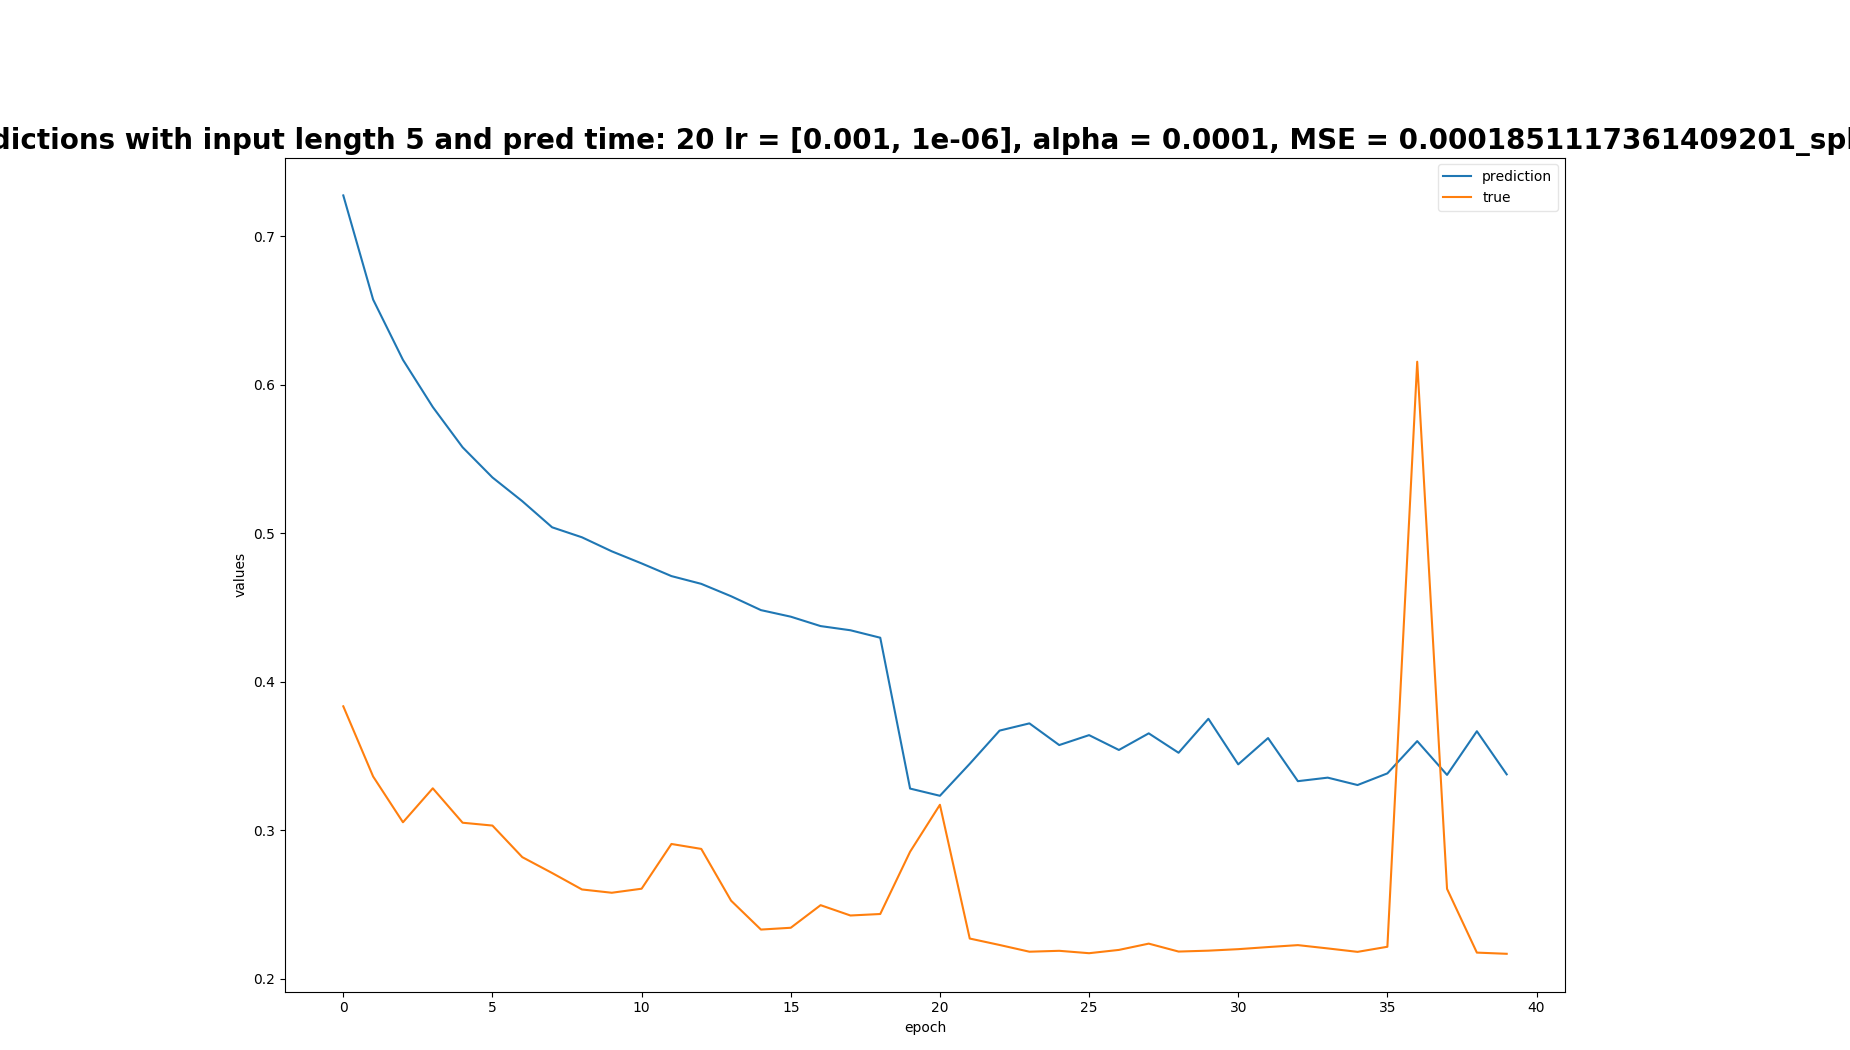 dictions with input length 5 and pred time: 20 lr = [0.001, 1e-06], alpha = 0.0001, MSE = 0.0001851117361409201_spl
prediction
true
0.7
0.6
0.5
0.4
0.3
0.2
values
0 5 10 15 20 25 30 35 40
epoch